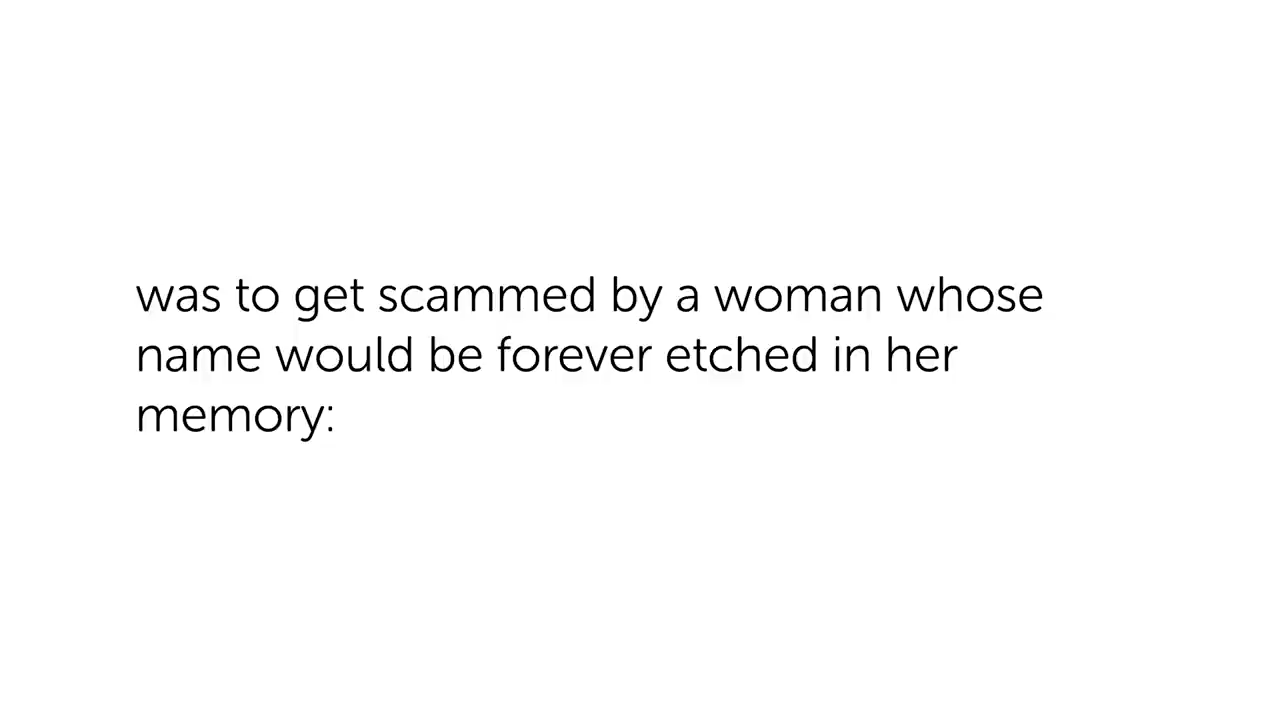 was to get scammed by a woman whose
name would be forever etched in her
memory: